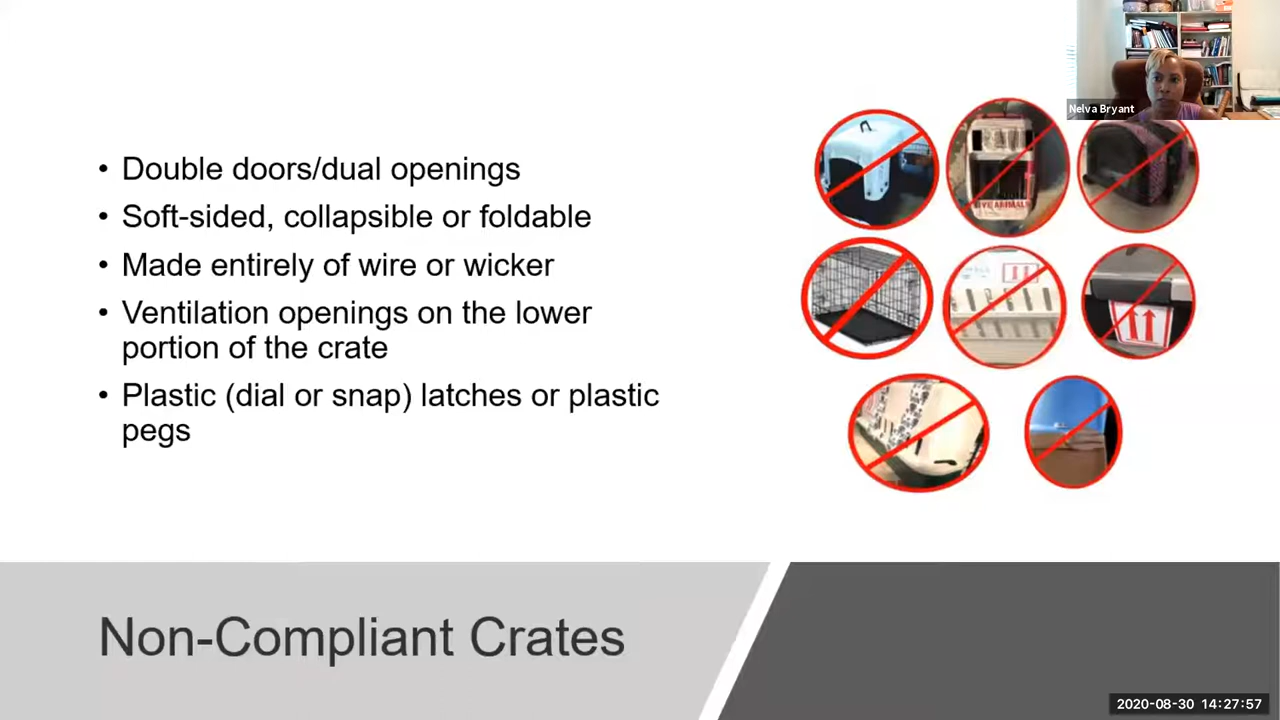 Nelva Bryant
• Double doors/dual openings
• Soft-sided, collapsible or foldable
• Made entirely of wire or wicker
• Ventilation openings on the lower
portion of the crate
• Plastic (dial or snap) latches or plastic
pegs
LIVE ANIMALS
Non-Compliant Crates
2020-08-30 14:27:57